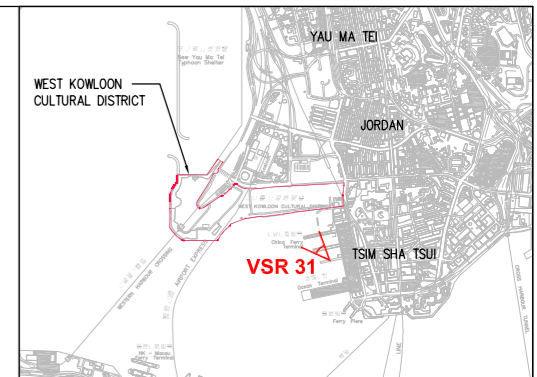 YAU MA TEI
New Yau Ma Tei
Typhoon Shelter
WEST KOWLOON
CULTURAL DISTRICT
JORDAN
WEST KOWLOON CULTURAL DISTRICT
China Ferry
Terminal
TSIM SHA TSUI
VSR 31
WESTERN HARBOUR CROSSING
AIRPORT EXPRESS
Ocean Terminal
CROSS HARBOUR TUNNEL
Ferry Piers
HK - Macau
Ferry Terminal
LINE